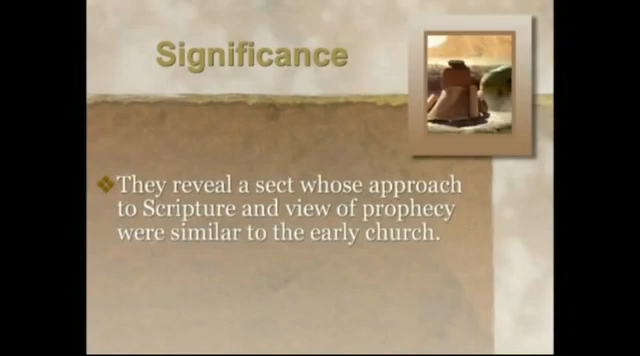 Significance
They reveal a sect whose approach
to Scripture and view of prophecy
were similar to the early church.